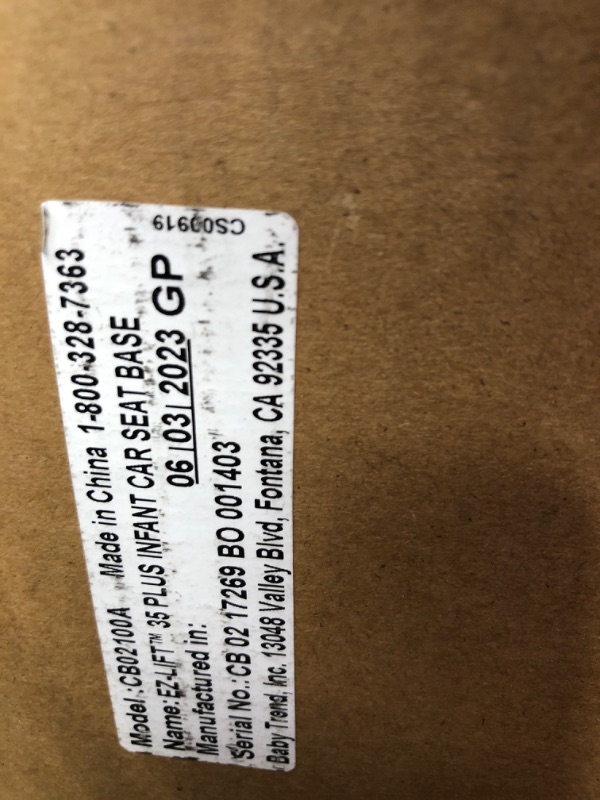 Model.:CB02100A Made in China 1-800-328-7363
Name:EZ-LIFT™ 35 PLUS INFANT CAR SEAT BASE
Manufactured in: 06|03|2023 GP
Serial No.:CB 02 17269 BO 001403
Baby Trend, Inc. 13048 Valley Blvd, Fontana, CA 92335 U.S.A.
CS000919